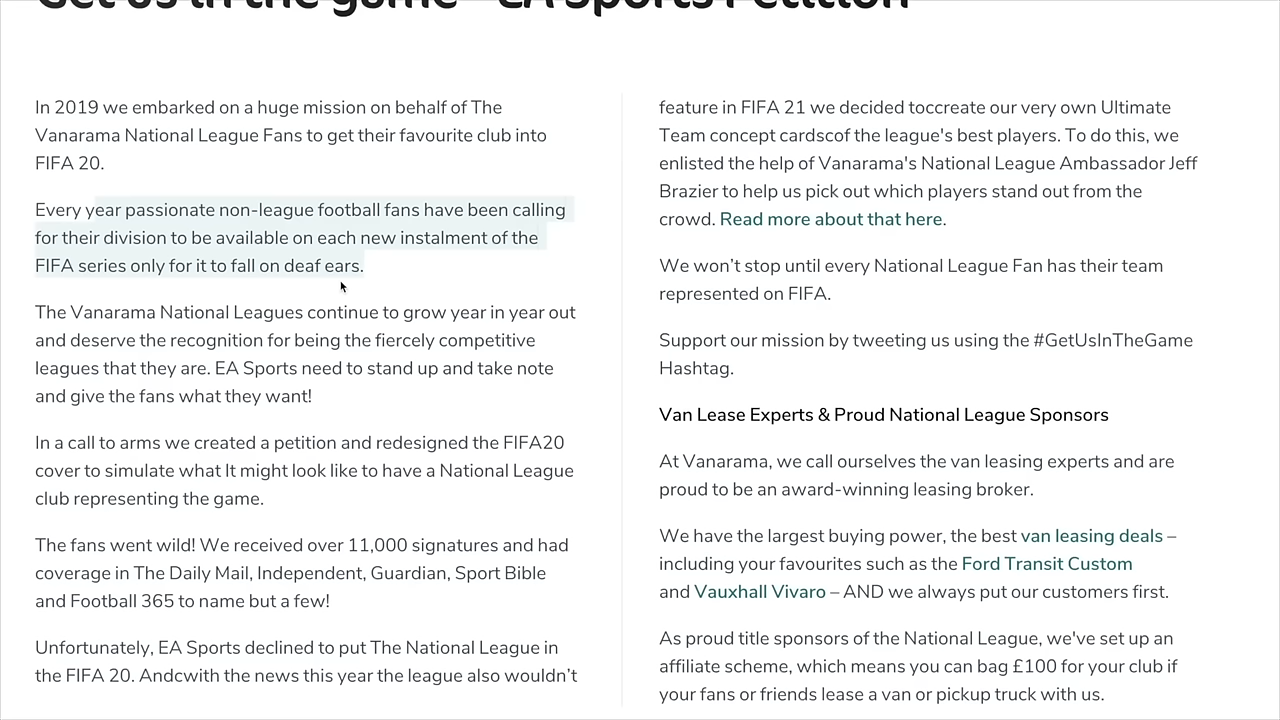 Get us in the game - EA Sports Petition
In 2019 we embarked on a huge mission on behalf of The
Vanarama National League Fans to get their favourite club into
FIFA 20.
Every year passionate non-league football fans have been calling
for their division to be available on each new instalment of the
FIFA series only for it to fall on deaf ears.
The Vanarama National Leagues continue to grow year in year out
and deserve the recognition for being the fiercely competitive
leagues that they are. EA Sports need to stand up and take note
and give the fans what they want!
In a call to arms we created a petition and redesigned the FIFA20
cover to simulate what It might look like to have a National League
club representing the game.
The fans went wild! We received over 11,000 signatures and had
coverage in The Daily Mail, Independent, Guardian, Sport Bible
and Football 365 to name but a few!
Unfortunately, EA Sports declined to put The National League in
the FIFA 20. Andcwith the news this year the league also wouldn’t
feature in FIFA 21 we decided toccreate our very own Ultimate
Team concept cardscof the league's best players. To do this, we
enlisted the help of Vanarama's National League Ambassador Jeff
Brazier to help us pick out which players stand out from the
crowd. Read more about that here.
We won’t stop until every National League Fan has their team
represented on FIFA.
Support our mission by tweeting us using the #GetUsInTheGame
Hashtag.
Van Lease Experts & Proud National League Sponsors
At Vanarama, we call ourselves the van leasing experts and are
proud to be an award-winning leasing broker.
We have the largest buying power, the best van leasing deals –
including your favourites such as the Ford Transit Custom
and Vauxhall Vivaro – AND we always put our customers first.
As proud title sponsors of the National League, we've set up an
affiliate scheme, which means you can bag £100 for your club if
your fans or friends lease a van or pickup truck with us.